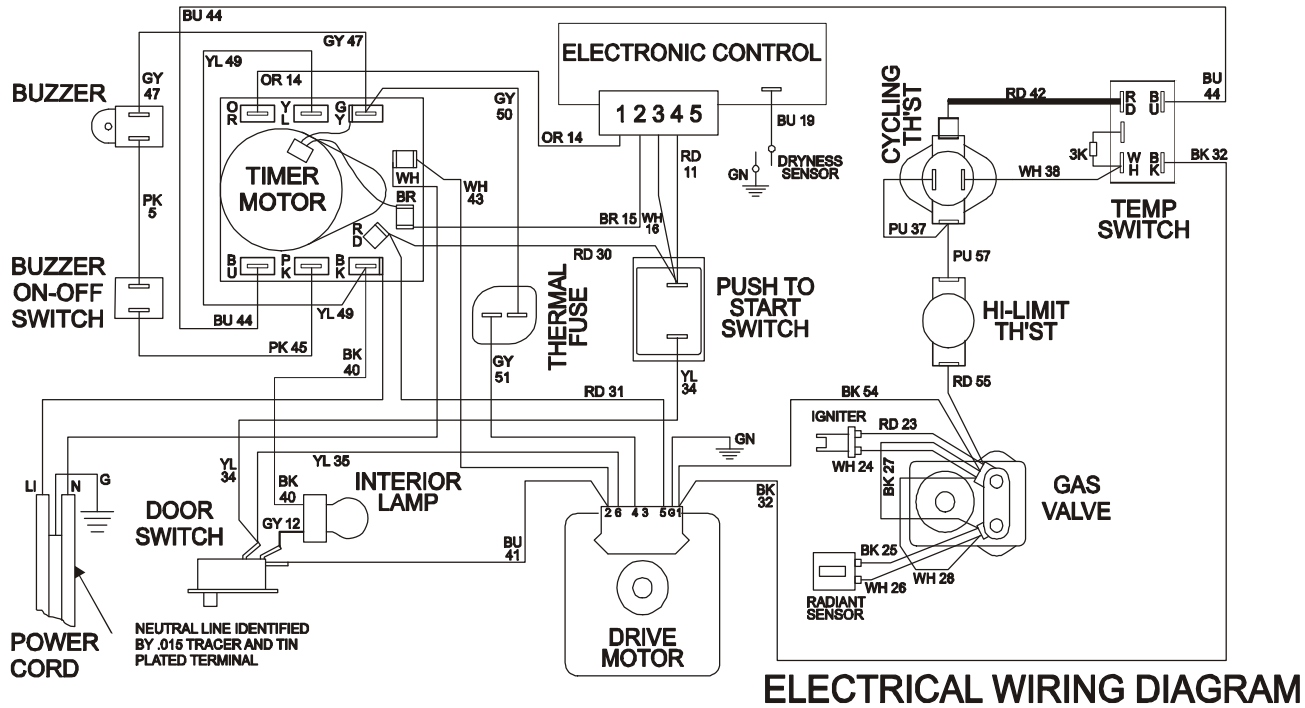 BU 44
GY 47
YL 49
OR 14
ELECTRONIC CONTROL
1 2 3 4 5
OR 14
RD
11
BU 19
GN
DRYNESS
SENSOR
CYCLING
TH'ST
RD 42
R
D
B
U
BU
44
3K
W
H
B
K
BK 32
WH 38
TEMP
SWITCH
PU 37
PU 57
BUZZER
GY
47
PK
5
BUZZER
ON-OFF
SWITCH
O
R
Y
L
G
Y
TIMER
MOTOR
WH
BR
R
D
B
U
P
K
B
K
GY
50
WH
43
BR 15
WH
16
RD 30
BU 44
YL 49
PK 45
BK
40
THERMAL
FUSE
GY
51
PUSH TO
START
SWITCH
YL
34
HI-LIMIT
TH'ST
RD 55
RD 31
BK 54
IGNITER
RD 23
WH 24
BK 27
GN
LI
N
G
YL
34
YL 35
BK
40
INTERIOR
LAMP
DOOR
SWITCH
GY 12
BU
41
2 6 4 3 5 G 1
BK
32
GAS
VALVE
BK 25
WH 26
WH 28
RADIANT
SENSOR
DRIVE
MOTOR
POWER
CORD
NEUTRAL LINE IDENTIFIED
BY .015 TRACER AND TIN
PLATED TERMINAL
ELECTRICAL WIRING DIAGRAM